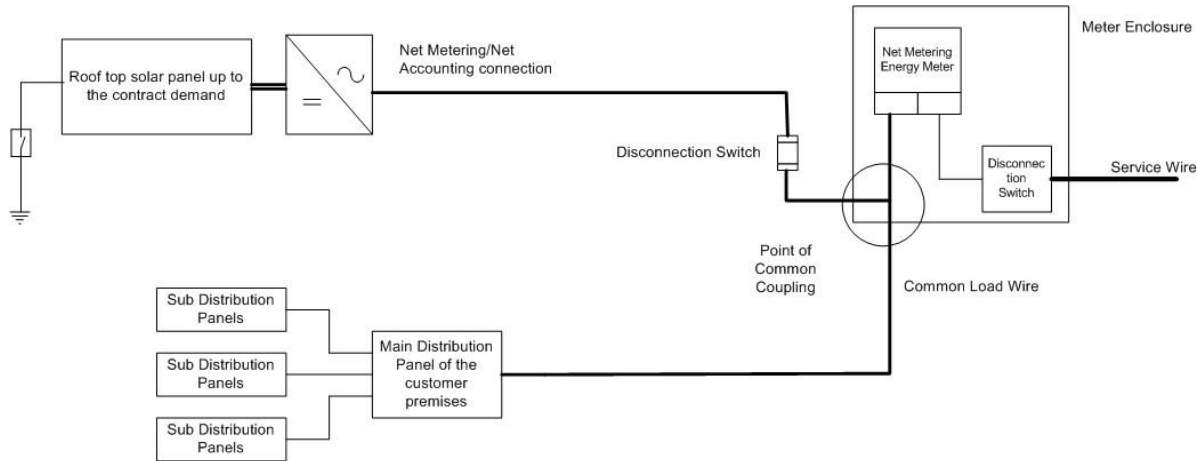 Meter Enclosure
Roof top solar panel up to
the contract demand
Net Metering/Net
Accounting connection
Net Metering
Energy Meter
Disconnection Switch
Disconnec
tion
Switch
Service Wire
Point of
Common
Coupling
Common Load Wire
Sub Distribution
Panels
Sub Distribution
Panels
Sub Distribution
Panels
Main Distribution
Panel of the
customer
premises